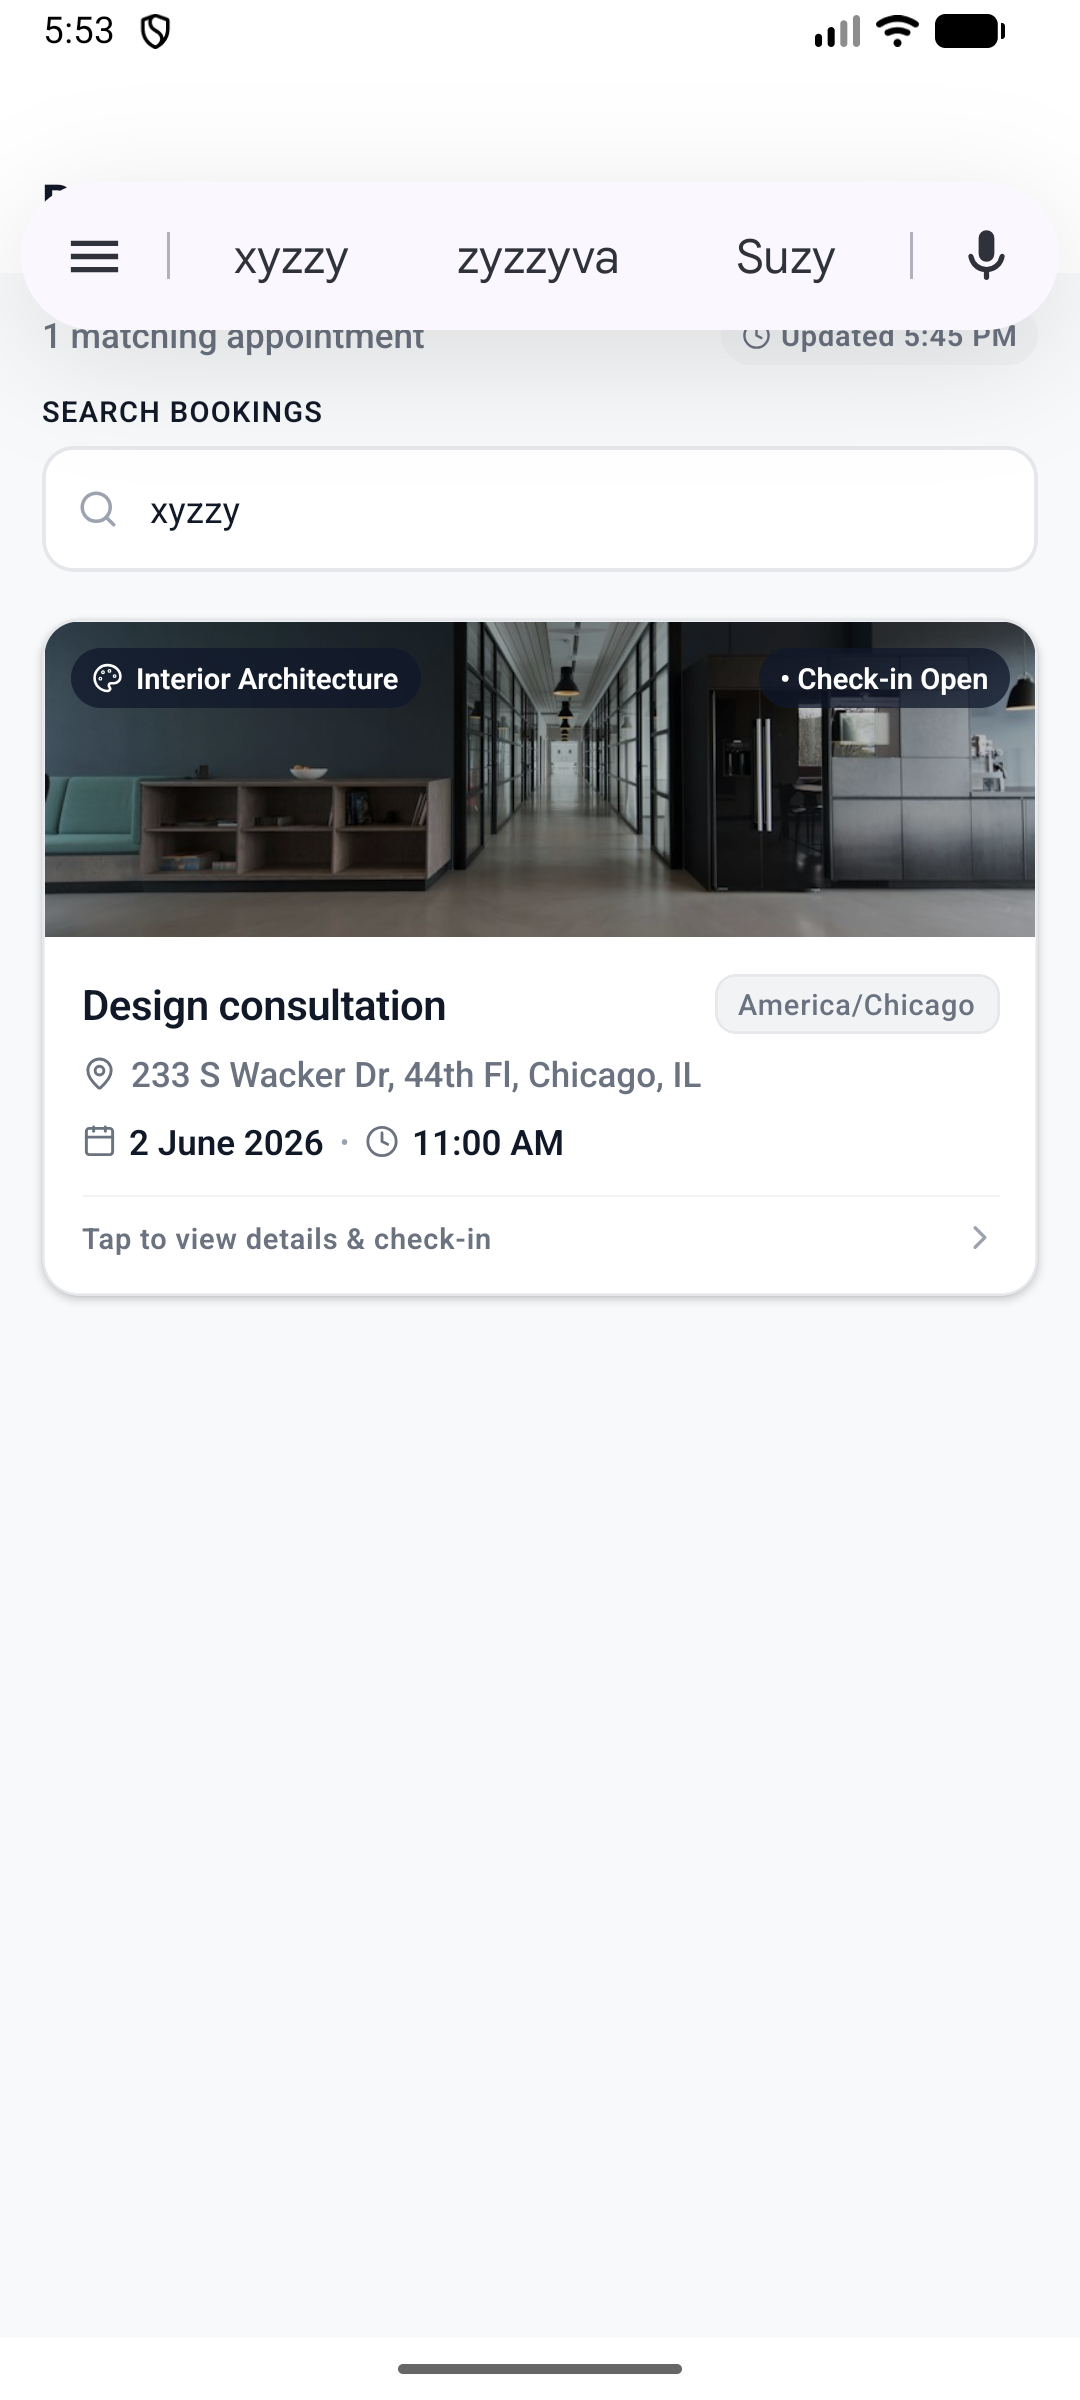 5:53
xyzzy zyzzyva Suzy
1 matching appointment Updated 5:45 PM
SEARCH BOOKINGS
xyzzy
Interior Architecture • Check-in Open
Design consultation America/Chicago
233 S Wacker Dr, 44th Fl, Chicago, IL
2 June 2026 • 11:00 AM
Tap to view details & check-in